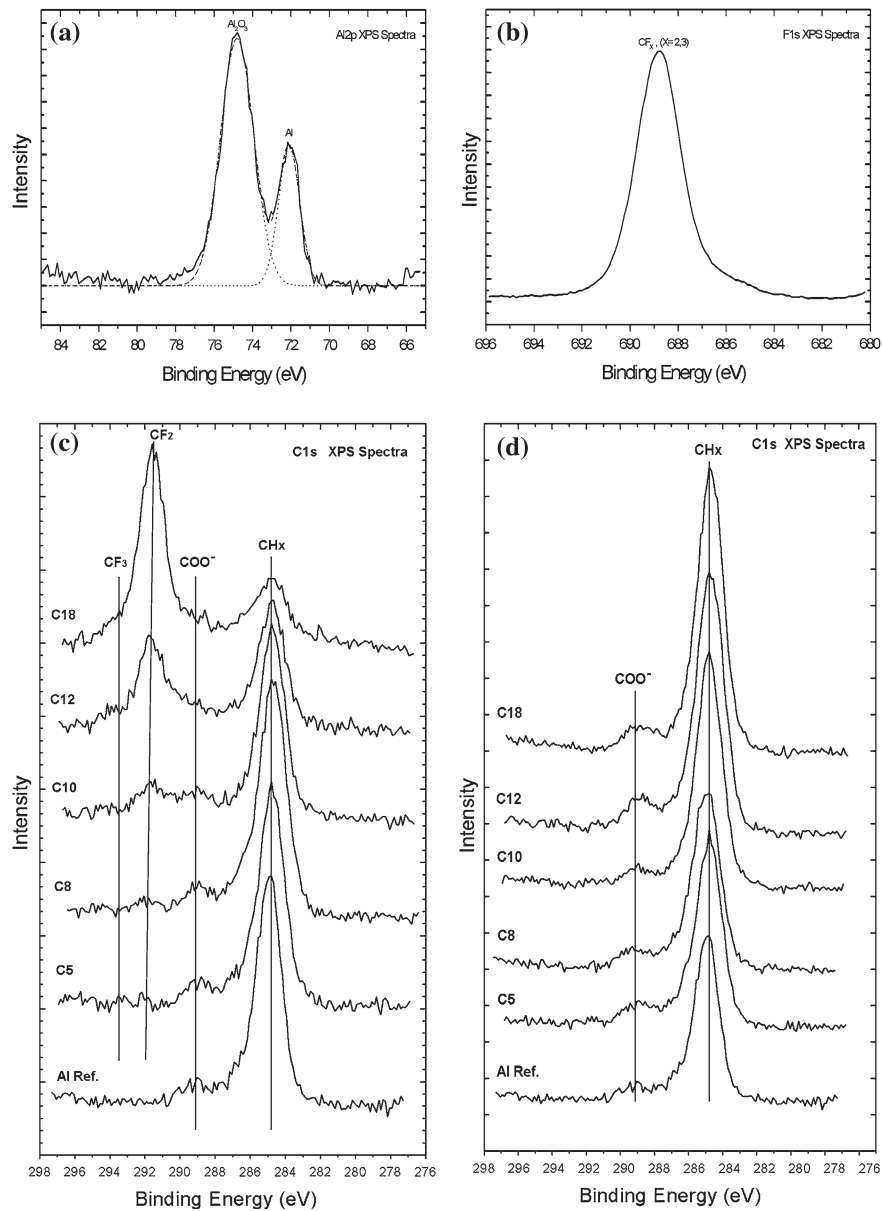 (a)
Al₂O₃
Al2p XPS Spectra
Al
Intensity
84 82 80 78 76 74 72 70 68 66
Binding Energy (eV)
(b)
CFₓ, (X=2,3)
F1s XPS Spectra
Intensity
696 694 692 690 688 686 684 682 680
Binding Energy (eV)
(c)
CF₂
C1s XPS Spectra
CF₃
COO⁻
CHx
C18
C12
C10
C8
C5
Al Ref.
Intensity
298 296 294 292 290 288 286 284 282 280 278 276
Binding Energy (eV)
(d)
CHx
C1s XPS Spectra
COO⁻
C18
C12
C10
C8
C5
Al Ref.
Intensity
298 296 294 292 290 288 286 284 282 280 278 276
Binding Energy (eV)